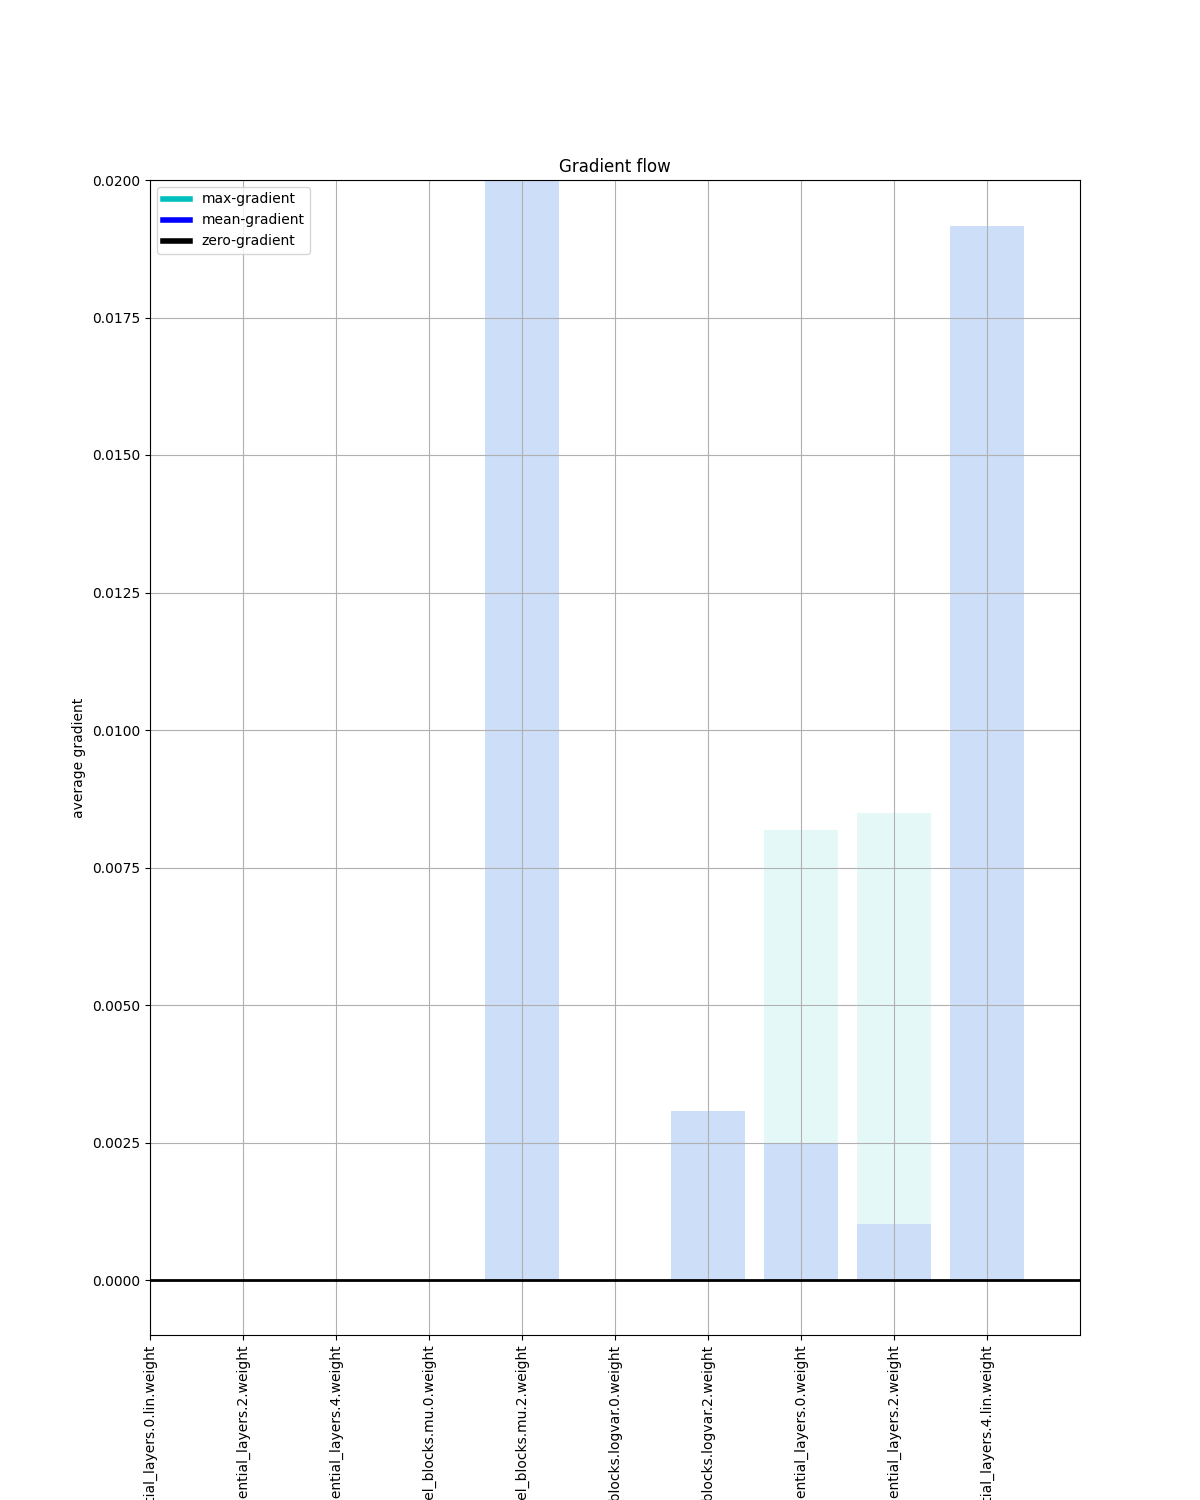 Gradient flow
max-gradient
mean-gradient
zero-gradient
0.0200
0.0175
0.0150
0.0125
0.0100
0.0075
0.0050
0.0025
0.0000
average gradient
tial_layers.0.lin.weight
ential_layers.2.weight
ential_layers.4.weight
el_blocks.mu.0.weight
el_blocks.mu.2.weight
blocks.logvar.0.weight
blocks.logvar.2.weight
ential_layers.0.weight
ential_layers.2.weight
tial_layers.4.lin.weight